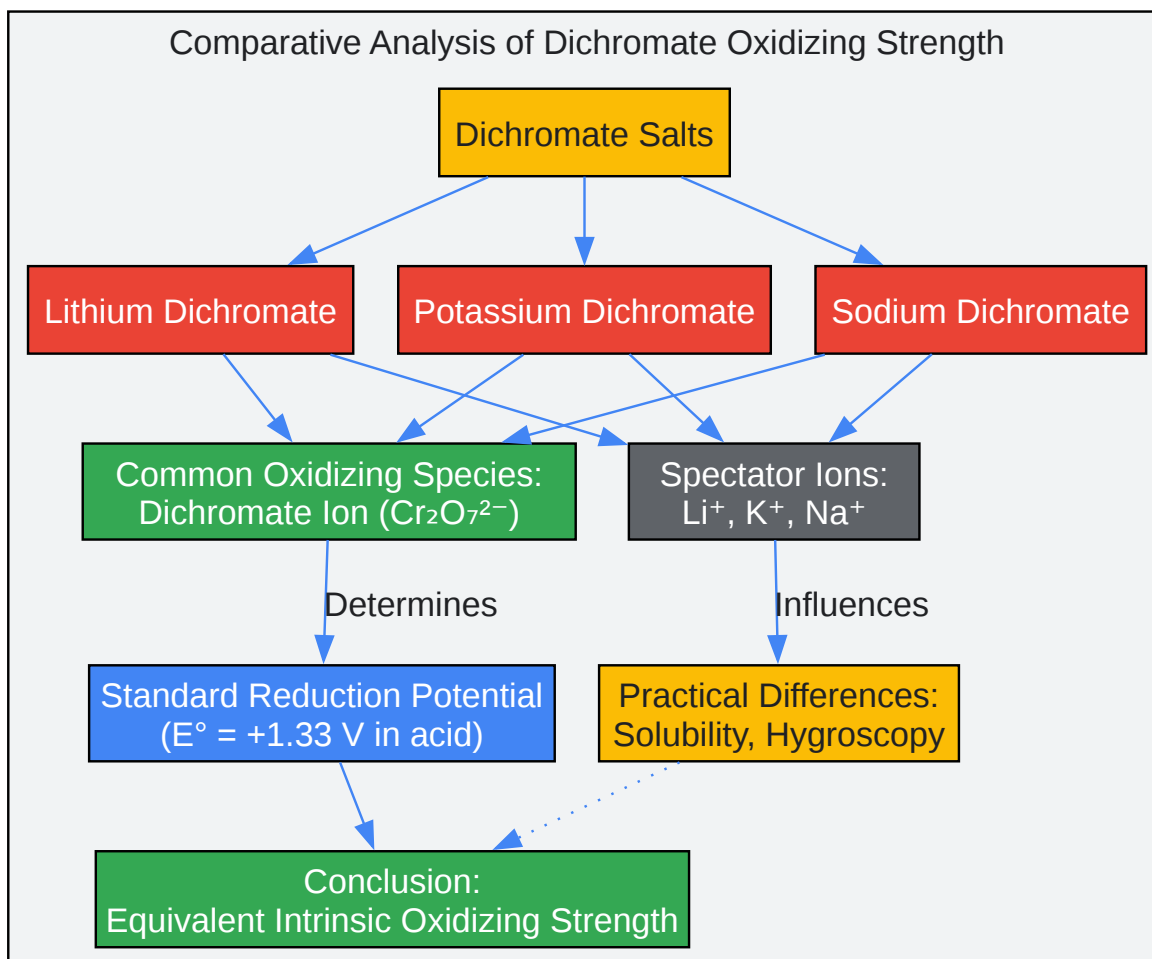 Comparative Analysis of Dichromate Oxidizing Strength
Dichromate Salts
Lithium Dichromate
Potassium Dichromate
Sodium Dichromate
Common Oxidizing Species:
Dichromate Ion (Cr₂O₇²⁻)
Spectator Ions:
Li⁺, K⁺, Na⁺
Determines
Influences
Standard Reduction Potential
(E° = +1.33 V in acid)
Practical Differences:
Solubility, Hygroscopy
Conclusion:
Equivalent Intrinsic Oxidizing Strength